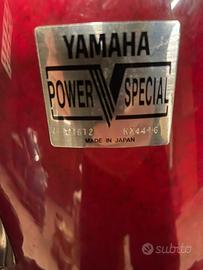 YAMAHA
POWER V SPECIAL
MADE IN JAPAN
subito